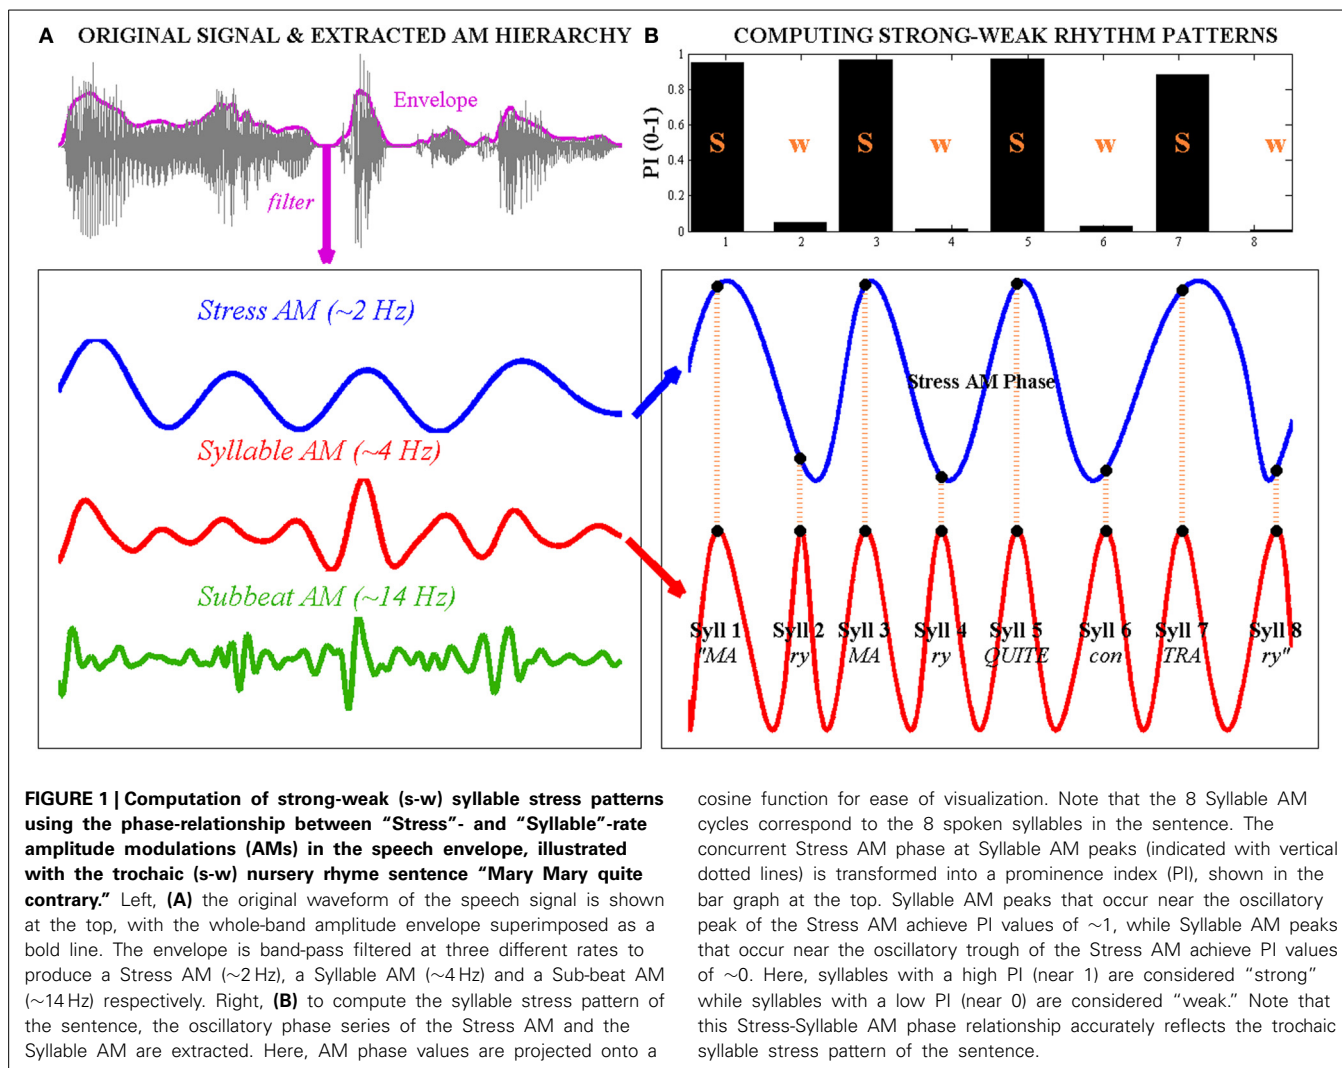 A ORIGINAL SIGNAL & EXTRACTED AM HIERARCHY
Envelope
filter
Stress AM (~2 Hz)
Syllable AM (~4 Hz)
Subbeat AM (~14 Hz)
B COMPUTING STRONG-WEAK RHYTHM PATTERNS
PI (0-1)
1
0.8
0.6
0.4
0.2
0
S w S w S w S w
1 2 3 4 5 6 7 8
Stress AM Phase
Syll 1 Syll 2 Syll 3 Syll 4 Syll 5 Syll 6 Syll 7 Syll 8
"MA ry MA ry QUITE con TRA ry"
FIGURE 1 | Computation of strong-weak (s-w) syllable stress patterns
using the phase-relationship between “Stress”- and “Syllable”-rate
amplitude modulations (AMs) in the speech envelope, illustrated
with the trochaic (s-w) nursery rhyme sentence “Mary Mary quite
contrary.” Left, (A) the original waveform of the speech signal is shown
at the top, with the whole-band amplitude envelope superimposed as a
bold line. The envelope is band-pass filtered at three different rates to
produce a Stress AM (∼2 Hz), a Syllable AM (∼4 Hz) and a Sub-beat AM
(∼14 Hz) respectively. Right, (B) to compute the syllable stress pattern of
the sentence, the oscillatory phase series of the Stress AM and the
Syllable AM are extracted. Here, AM phase values are projected onto a
cosine function for ease of visualization. Note that the 8 Syllable AM
cycles correspond to the 8 spoken syllables in the sentence. The
concurrent Stress AM phase at Syllable AM peaks (indicated with vertical
dotted lines) is transformed into a prominence index (PI), shown in the
bar graph at the top. Syllable AM peaks that occur near the oscillatory
peak of the Stress AM achieve PI values of ∼1, while Syllable AM peaks
that occur near the oscillatory trough of the Stress AM achieve PI values
of ∼0. Here, syllables with a high PI (near 1) are considered “strong”
while syllables with a low PI (near 0) are considered “weak.” Note that
this Stress-Syllable AM phase relationship accurately reflects the trochaic
syllable stress pattern of the sentence.